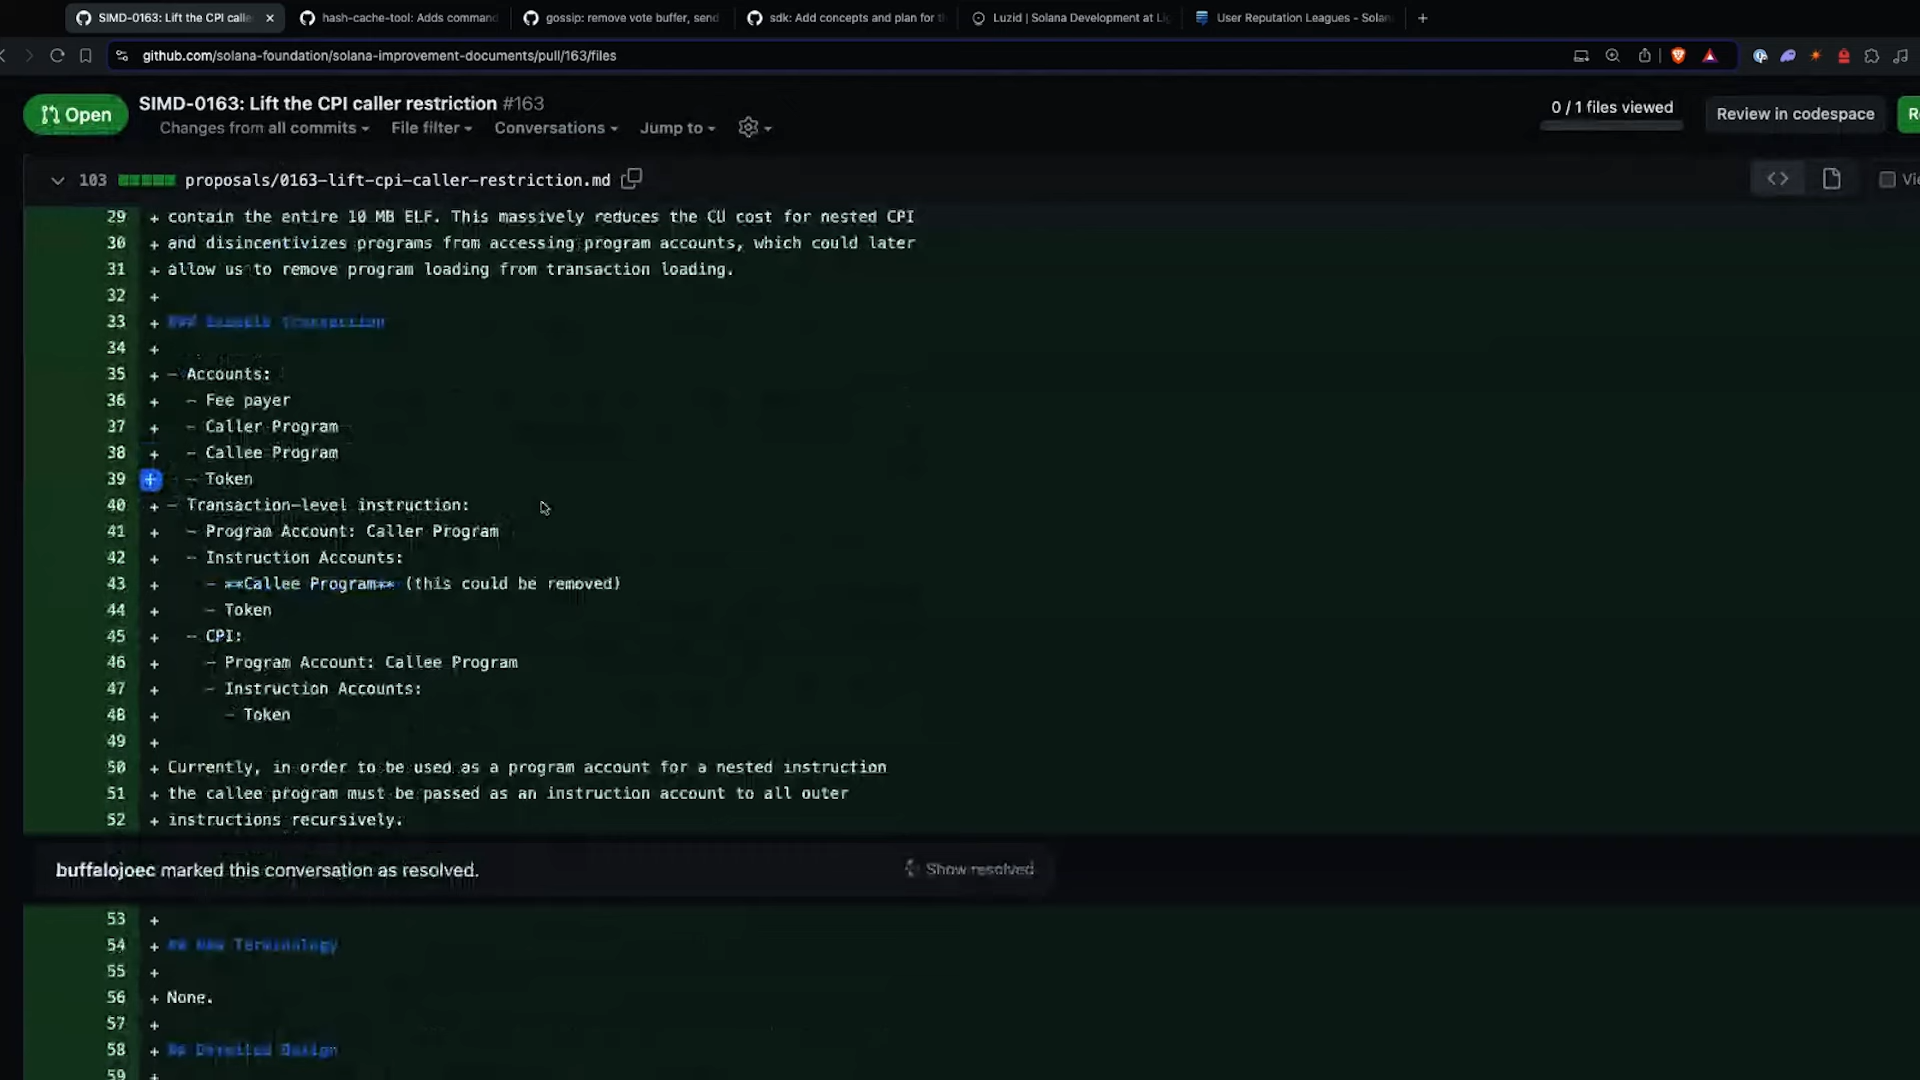 SIMD-0163: Lift the CPI calle
hash-cache-tool: Adds command
gossip: remove vote buffer, send
sdk: Add concepts and plan for t
Luzid | Solana Development at Li
User Reputation Leagues - Solan
github.com/solana-foundation/solana-improvement-documents/pull/163/files
Open
SIMD-0163: Lift the CPI caller restriction #163
Changes from all commits
File filter
Conversations
Jump to
0 / 1 files viewed
Review in codespace
103 proposals/0163-lift-cpi-caller-restriction.md
29 + contain the entire 10 MB ELF. This massively reduces the CU cost for nested CPI
30 + and disincentivizes programs from accessing program accounts, which could later
31 + allow us to remove program loading from transaction loading.
32 +
33 + ### Example Transaction
34 +
35 + - Accounts:
36 + - Fee payer
37 + - Caller Program
38 + - Callee Program
39 + - Token
40 + - Transaction-level instruction:
41 + - Program Account: Caller Program
42 + - Instruction Accounts:
43 + - **Callee Program** (this could be removed)
44 + - Token
45 + - CPI:
46 + - Program Account: Callee Program
47 + - Instruction Accounts:
48 + - Token
49 +
50 + Currently, in order to be used as a program account for a nested instruction
51 + the callee program must be passed as an instruction account to all outer
52 + instructions recursively.
buffalojoec marked this conversation as resolved.
Show resolved
53 +
54 + ## New Terminology
55 +
56 + None.
57 +
58 + ## Detailed Design
59 +